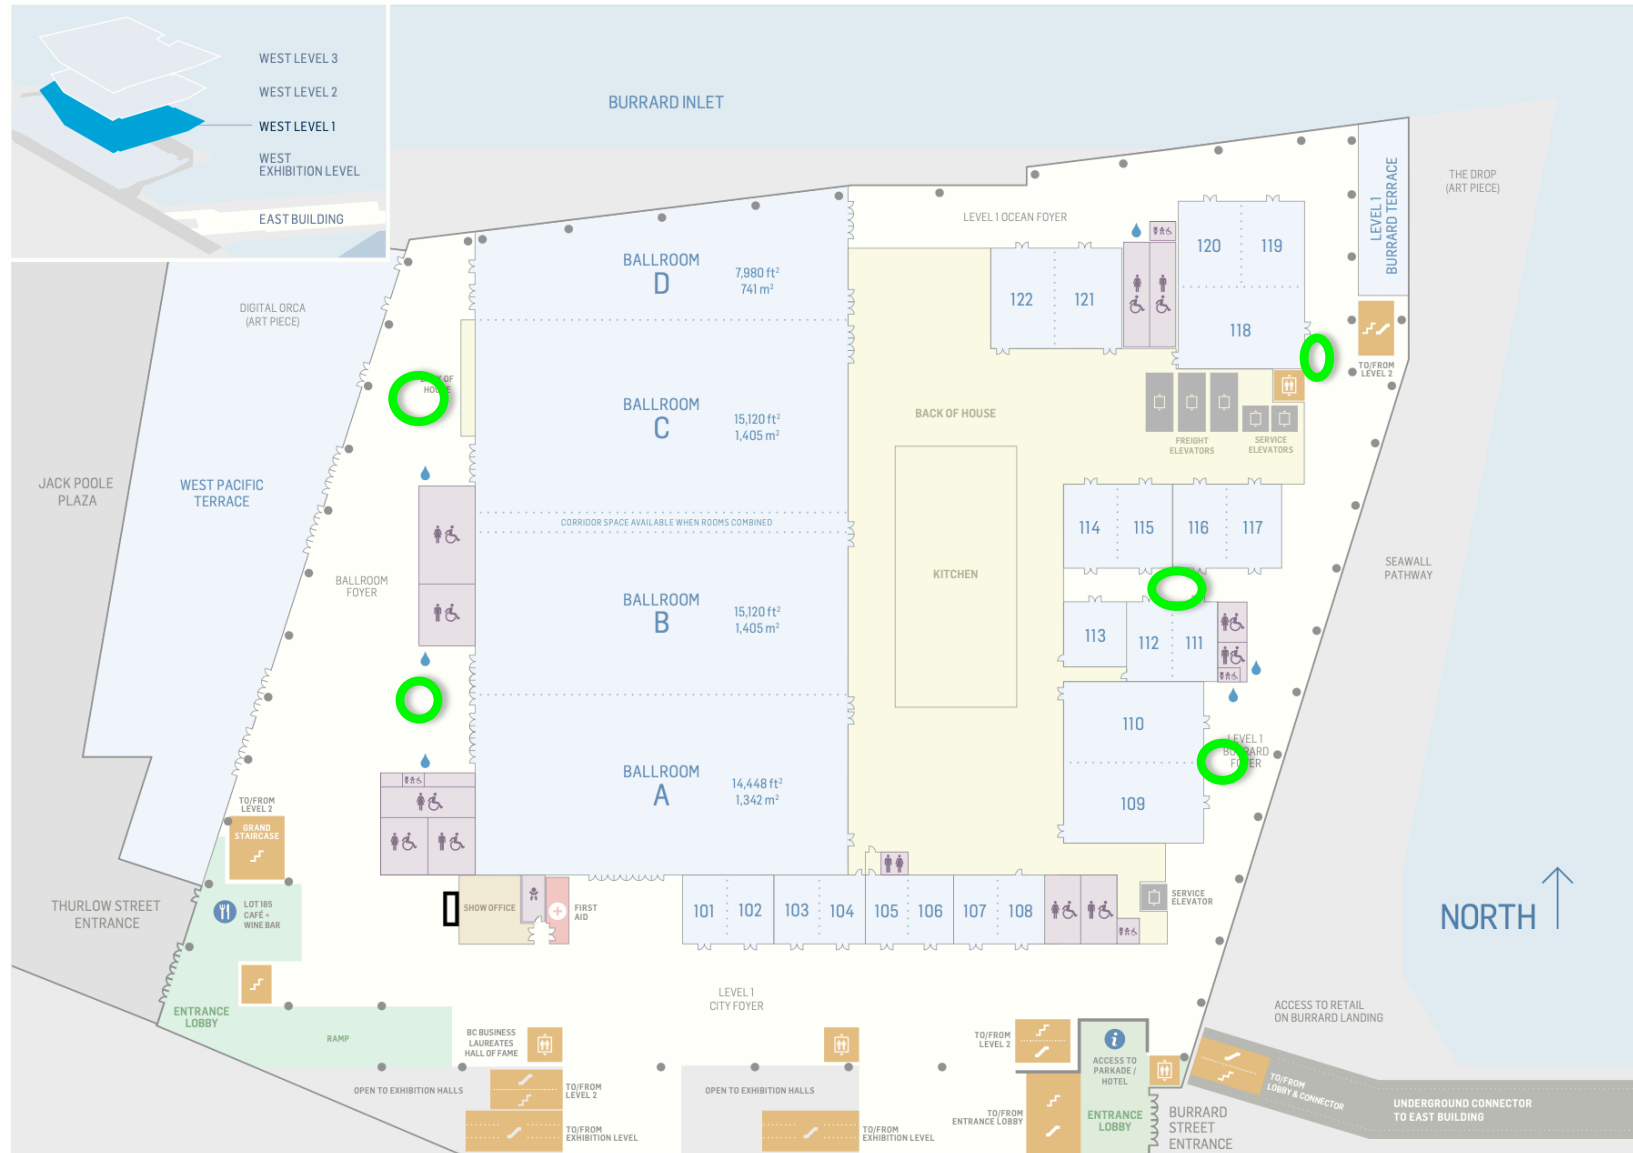 WEST LEVEL 3
WEST LEVEL 2
WEST LEVEL 1
WEST
EXHIBITION LEVEL
EAST BUILDING
BURRARD INLET
THE DROP
(ART PIECE)
LEVEL 1
BURRARD TERRACE
LEVEL 1 OCEAN FOYER
120
119
118
122
121
BALLROOM
D
7,980 ft²
741 m²
DIGITAL ORCA
(ART PIECE)
TO/FROM
LEVEL 2
BALLROOM
C
15,120 ft²
1,405 m²
BACK OF HOUSE
FREIGHT
ELEVATORS
SERVICE
ELEVATORS
JACK POOLE
PLAZA
WEST PACIFIC
TERRACE
CORRIDOR SPACE AVAILABLE WHEN ROOMS COMBINED
114
115
116
117
KITCHEN
SEAWALL
PATHWAY
BALLROOM
FOYER
BALLROOM
B
15,120 ft²
1,405 m²
113
112
111
110
109
LEVEL 1
BURRARD
FOYER
BALLROOM
A
14,448 ft²
1,342 m²
TO/FROM
LEVEL 2
GRAND
STAIRCASE
THURLOW STREET
ENTRANCE
LOT 185
CAFÉ +
WINE BAR
SHOW OFFICE
FIRST
AID
101
102
103
104
105
106
107
108
SERVICE
ELEVATOR
NORTH
ENTRANCE
LOBBY
RAMP
LEVEL 1
CITY FOYER
ACCESS TO RETAIL
ON BURRARD LANDING
BC BUSINESS
LAUREATES
HALL OF FAME
TO/FROM
LEVEL 2
i
ACCESS TO
PARKADE /
HOTEL
OPEN TO EXHIBITION HALLS
TO/FROM
LEVEL 2
OPEN TO EXHIBITION HALLS
TO/FROM
LOBBY & CONNECTOR
UNDERGROUND CONNECTOR
TO EAST BUILDING
TO/FROM
EXHIBITION LEVEL
TO/FROM
EXHIBITION LEVEL
TO/FROM
ENTRANCE LOBBY
ENTRANCE
LOBBY
BURRARD
STREET
ENTRANCE